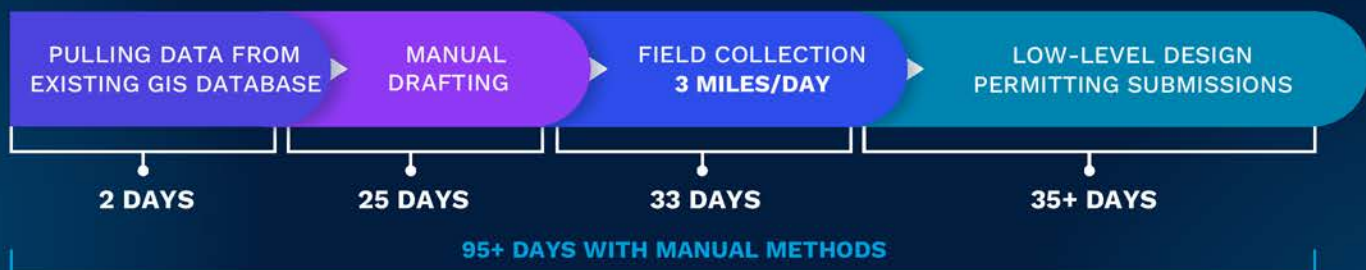 PULLING DATA FROM
EXISTING GIS DATABASE
MANUAL
DRAFTING
FIELD COLLECTION
3 MILES/DAY
LOW-LEVEL DESIGN
PERMITTING SUBMISSIONS
2 DAYS
25 DAYS
33 DAYS
35+ DAYS
95+ DAYS WITH MANUAL METHODS